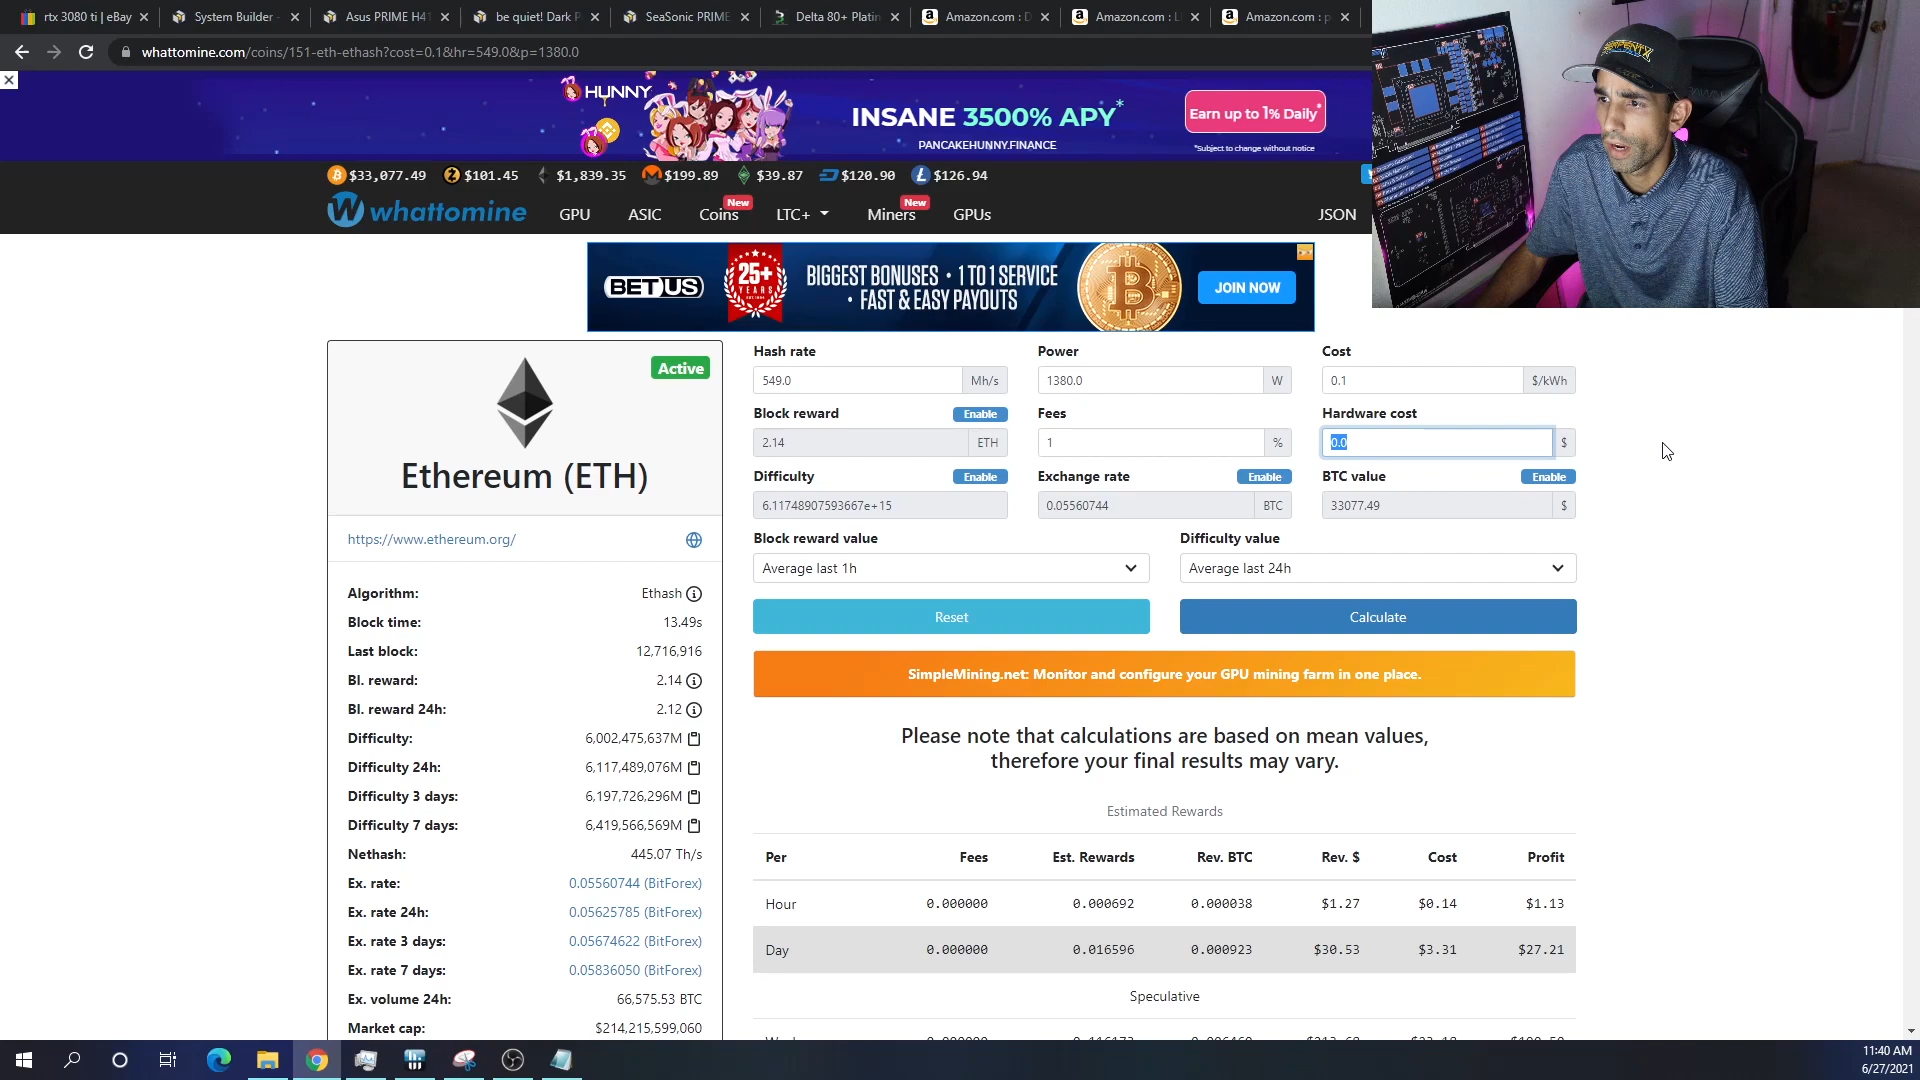 rtx 3080 ti | eBay
System Builder -
Asus PRIME H41
be quiet! Dark P
SeaSonic PRIME
Delta 80+ Platin
Amazon.com : D
Amazon.com : L
Amazon.com : p
whattomine.com/coins/151-eth-ethash?cost=0.1&hr=549.0&p=1380.0
HUNNY
INSANE 3500% APY*
PANCAKEHUNNY.FINANCE
Earn up to 1% Daily*
*Subject to change without notice
$33,077.49 $101.45 $1,839.35 $199.89 $39.87 $120.90 $126.94
whattomine
GPU
ASIC
Coins New
LTC+
Miners New
GPUs
JSON
BETUS
25+
YEARS
BIGGEST BONUSES • 1 TO 1 SERVICE
• FAST & EASY PAYOUTS
JOIN NOW
Active
Ethereum (ETH)
https://www.ethereum.org/
Algorithm: Ethash
Block time: 13.49s
Last block: 12,716,916
Bl. reward: 2.14
Bl. reward 24h: 2.12
Difficulty: 6,002,475,637M
Difficulty 24h: 6,117,489,076M
Difficulty 3 days: 6,197,726,296M
Difficulty 7 days: 6,419,566,569M
Nethash: 445.07 Th/s
Ex. rate: 0.05560744 (BitForex)
Ex. rate 24h: 0.05625785 (BitForex)
Ex. rate 3 days: 0.05674622 (BitForex)
Ex. rate 7 days: 0.05836050 (BitForex)
Ex. volume 24h: 66,575.53 BTC
Market cap: $214,215,599,060
Hash rate Power Cost
549.0 Mh/s 1380.0 W 0.1 $/kWh
Block reward Enable Fees Hardware cost
2.14 ETH 1 % 0.0 $
Difficulty Enable Exchange rate Enable BTC value Enable
6.11748907593667e+15 0.05560744 BTC 33077.49 $
Block reward value Difficulty value
Average last 1h Average last 24h
Reset Calculate
SimpleMining.net: Monitor and configure your GPU mining farm in one place.
Please note that calculations are based on mean values,
therefore your final results may vary.
Estimated Rewards
Per Fees Est. Rewards Rev. BTC Rev. $ Cost Profit
Hour 0.000000 0.000692 0.000038 $1.27 $0.14 $1.13
Day 0.000000 0.016596 0.000923 $30.53 $3.31 $27.21
Speculative
11:40 AM
6/27/2021